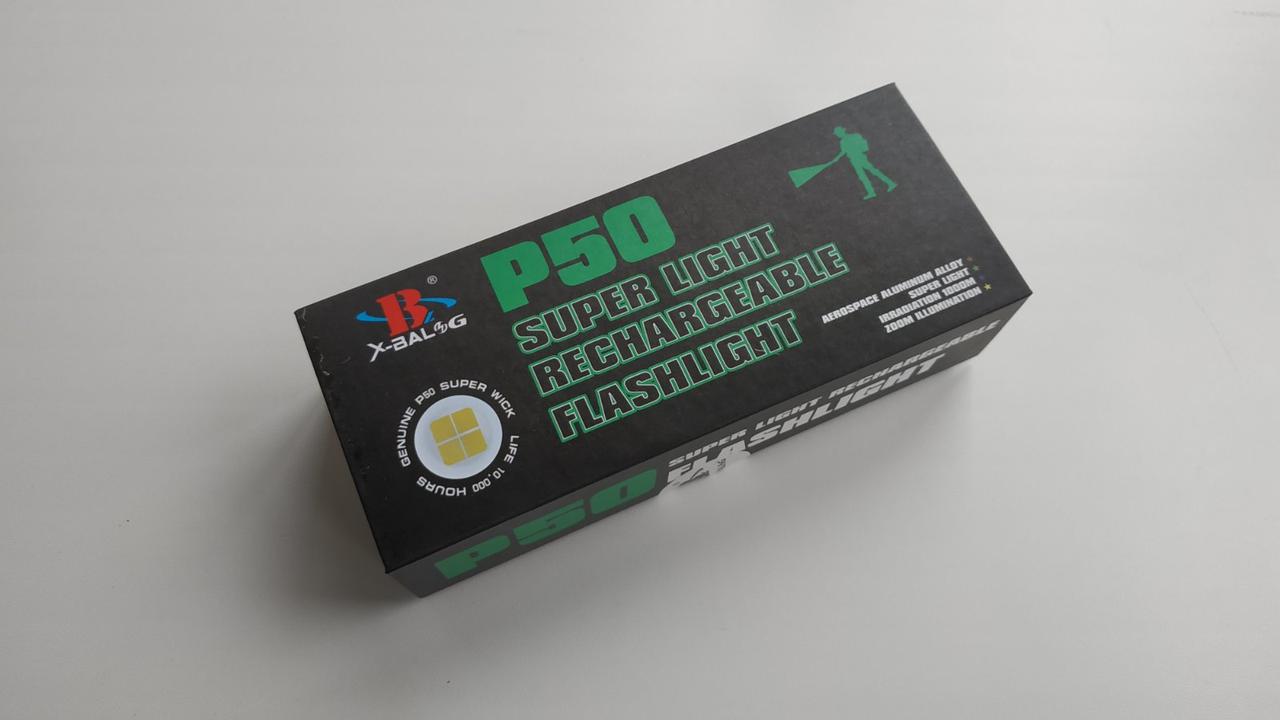 ®
X-BALOG
P50
SUPER LIGHT
RECHARGEABLE
FLASHLIGHT
AEROSPACE ALUMINUM ALLOY
SUPER LIGHT
IRRADIATION 1000M
ZOOM ILLUMINATION
GENUINE P50 SUPER WICK
LIFE 10,000 HOURS
P50
SUPER LIGHT RECHARGEABLE
FLASHLIGHT